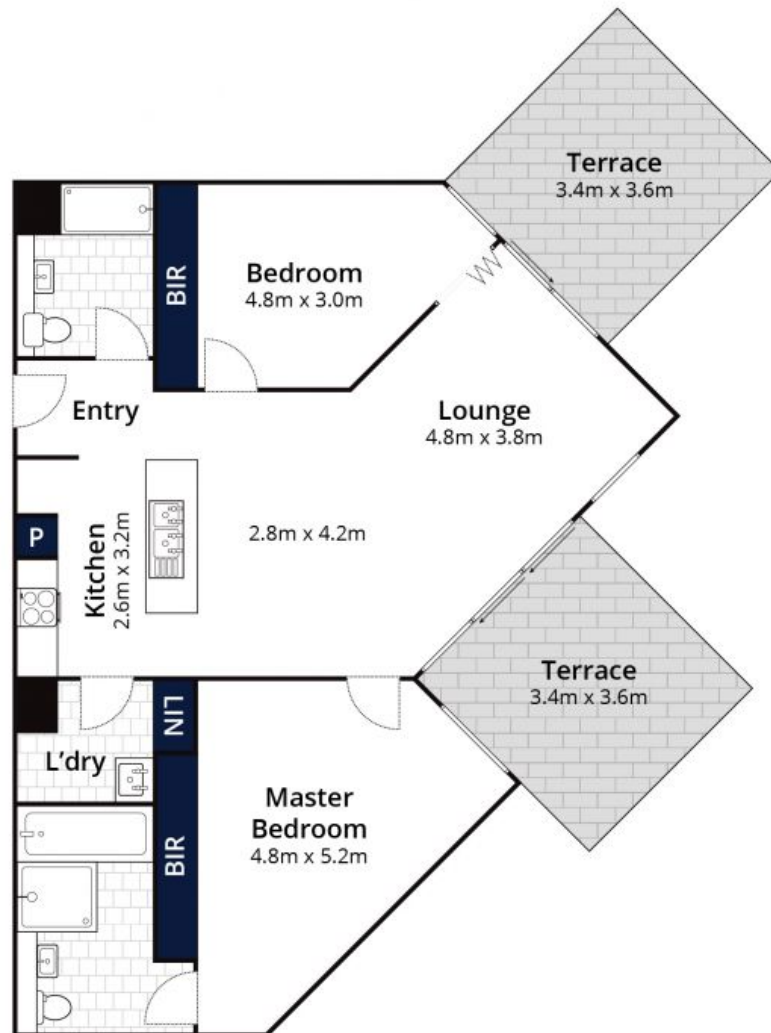 Terrace
3.4m x 3.6m
BIR
Bedroom
4.8m x 3.0m
Entry
Lounge
4.8m x 3.8m
P
Kitchen
2.6m x 3.2m
2.8m x 4.2m
Terrace
3.4m x 3.6m
LIN
L'dry
BIR
Master
Bedroom
4.8m x 5.2m